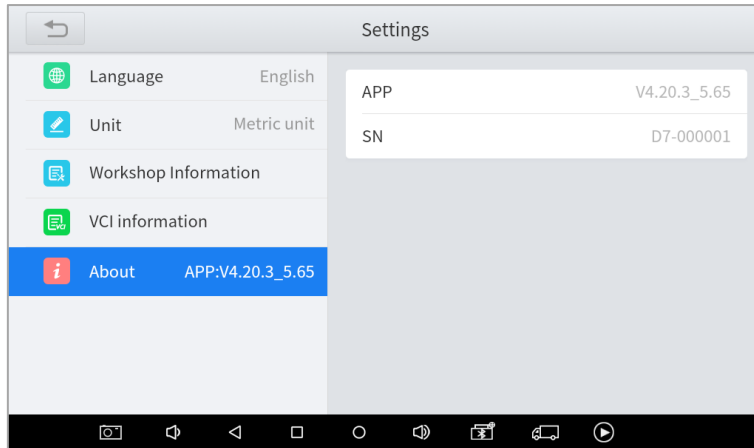 Settings
Language English
Unit Metric unit
Workshop Information
VCI information
About APP:V4.20.3_5.65
APP V4.20.3_5.65
SN D7-000001